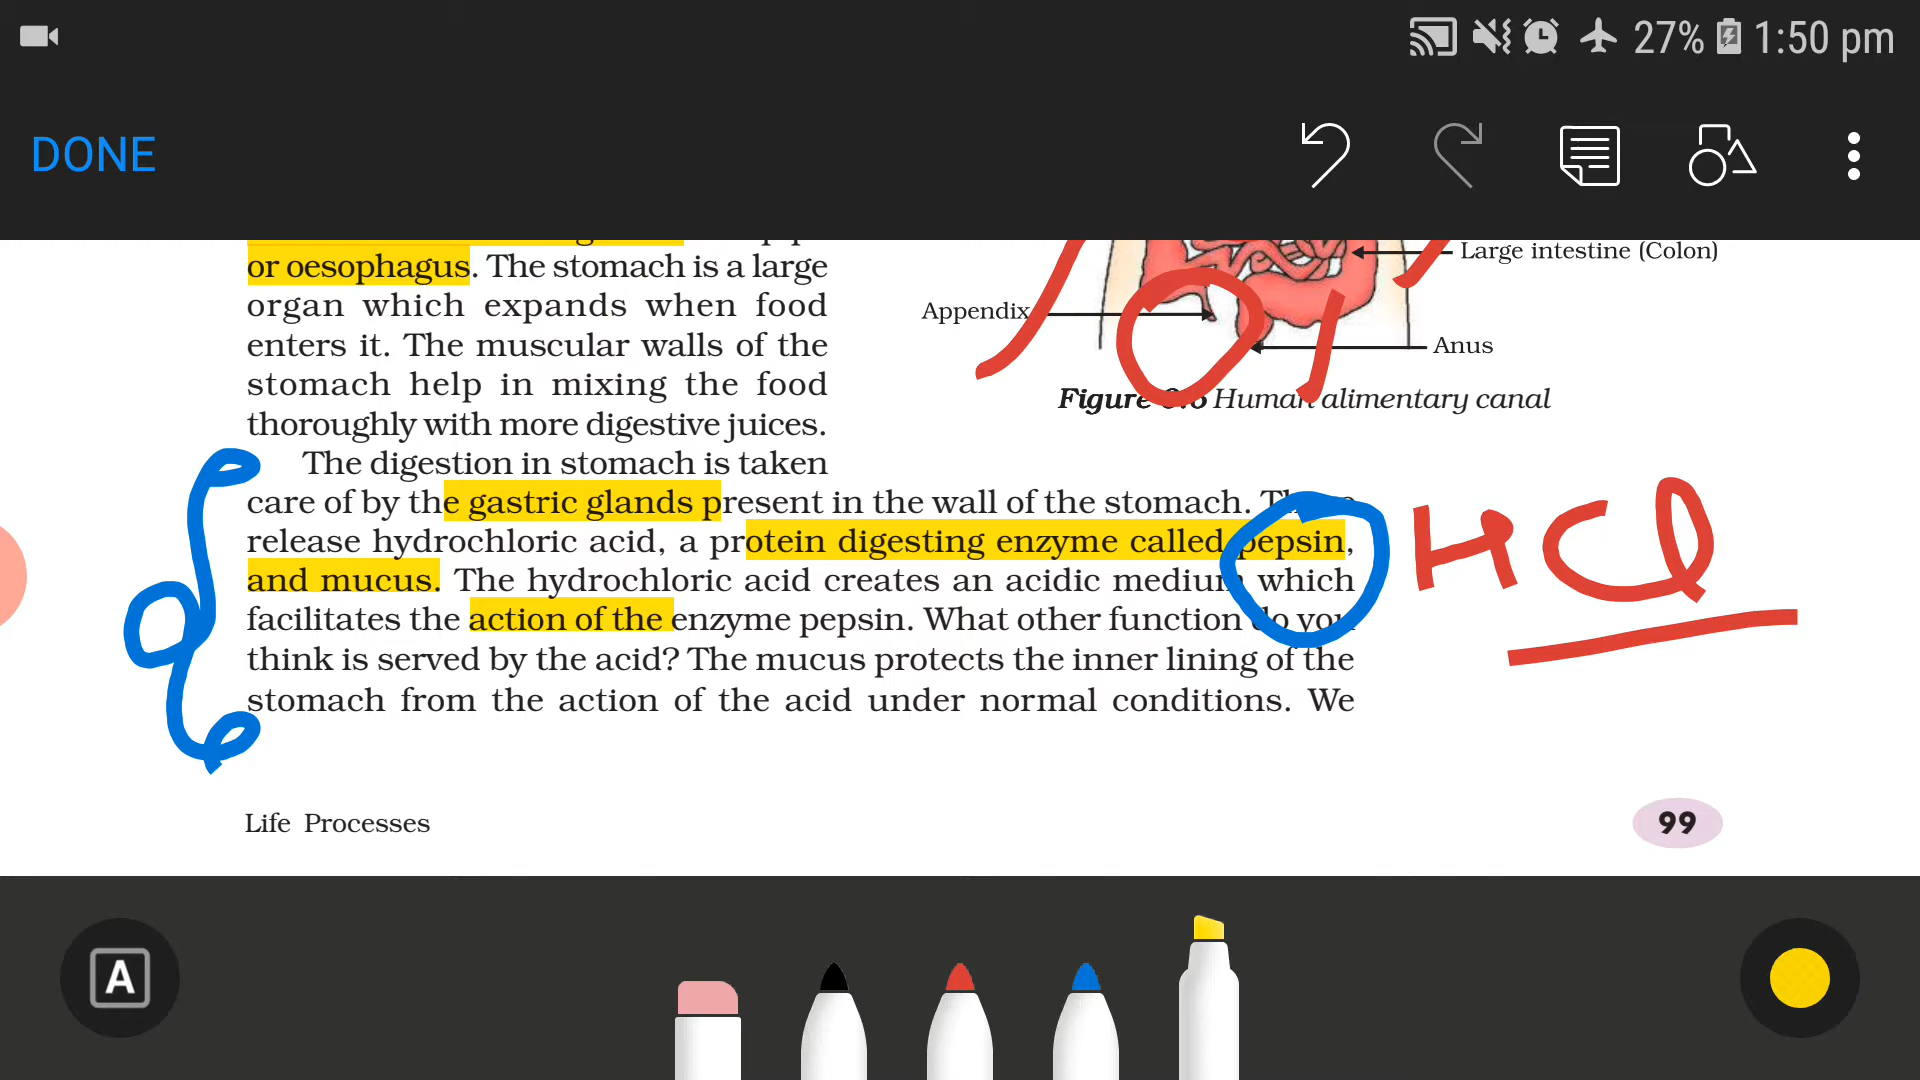 27% 1:50 pm
DONE
or oesophagus. The stomach is a large
organ which expands when food
enters it. The muscular walls of the
stomach help in mixing the food
thoroughly with more digestive juices.
Large intestine (Colon)
Appendix
Anus
Figure Human alimentary canal
The digestion in stomach is taken
care of by the gastric glands present in the wall of the stomach. These
release hydrochloric acid, a protein digesting enzyme called pepsin,
and mucus. The hydrochloric acid creates an acidic medium which
facilitates the action of the enzyme pepsin. What other function do you
think is served by the acid? The mucus protects the inner lining of the
stomach from the action of the acid under normal conditions. We
HCl
Life Processes
99
A